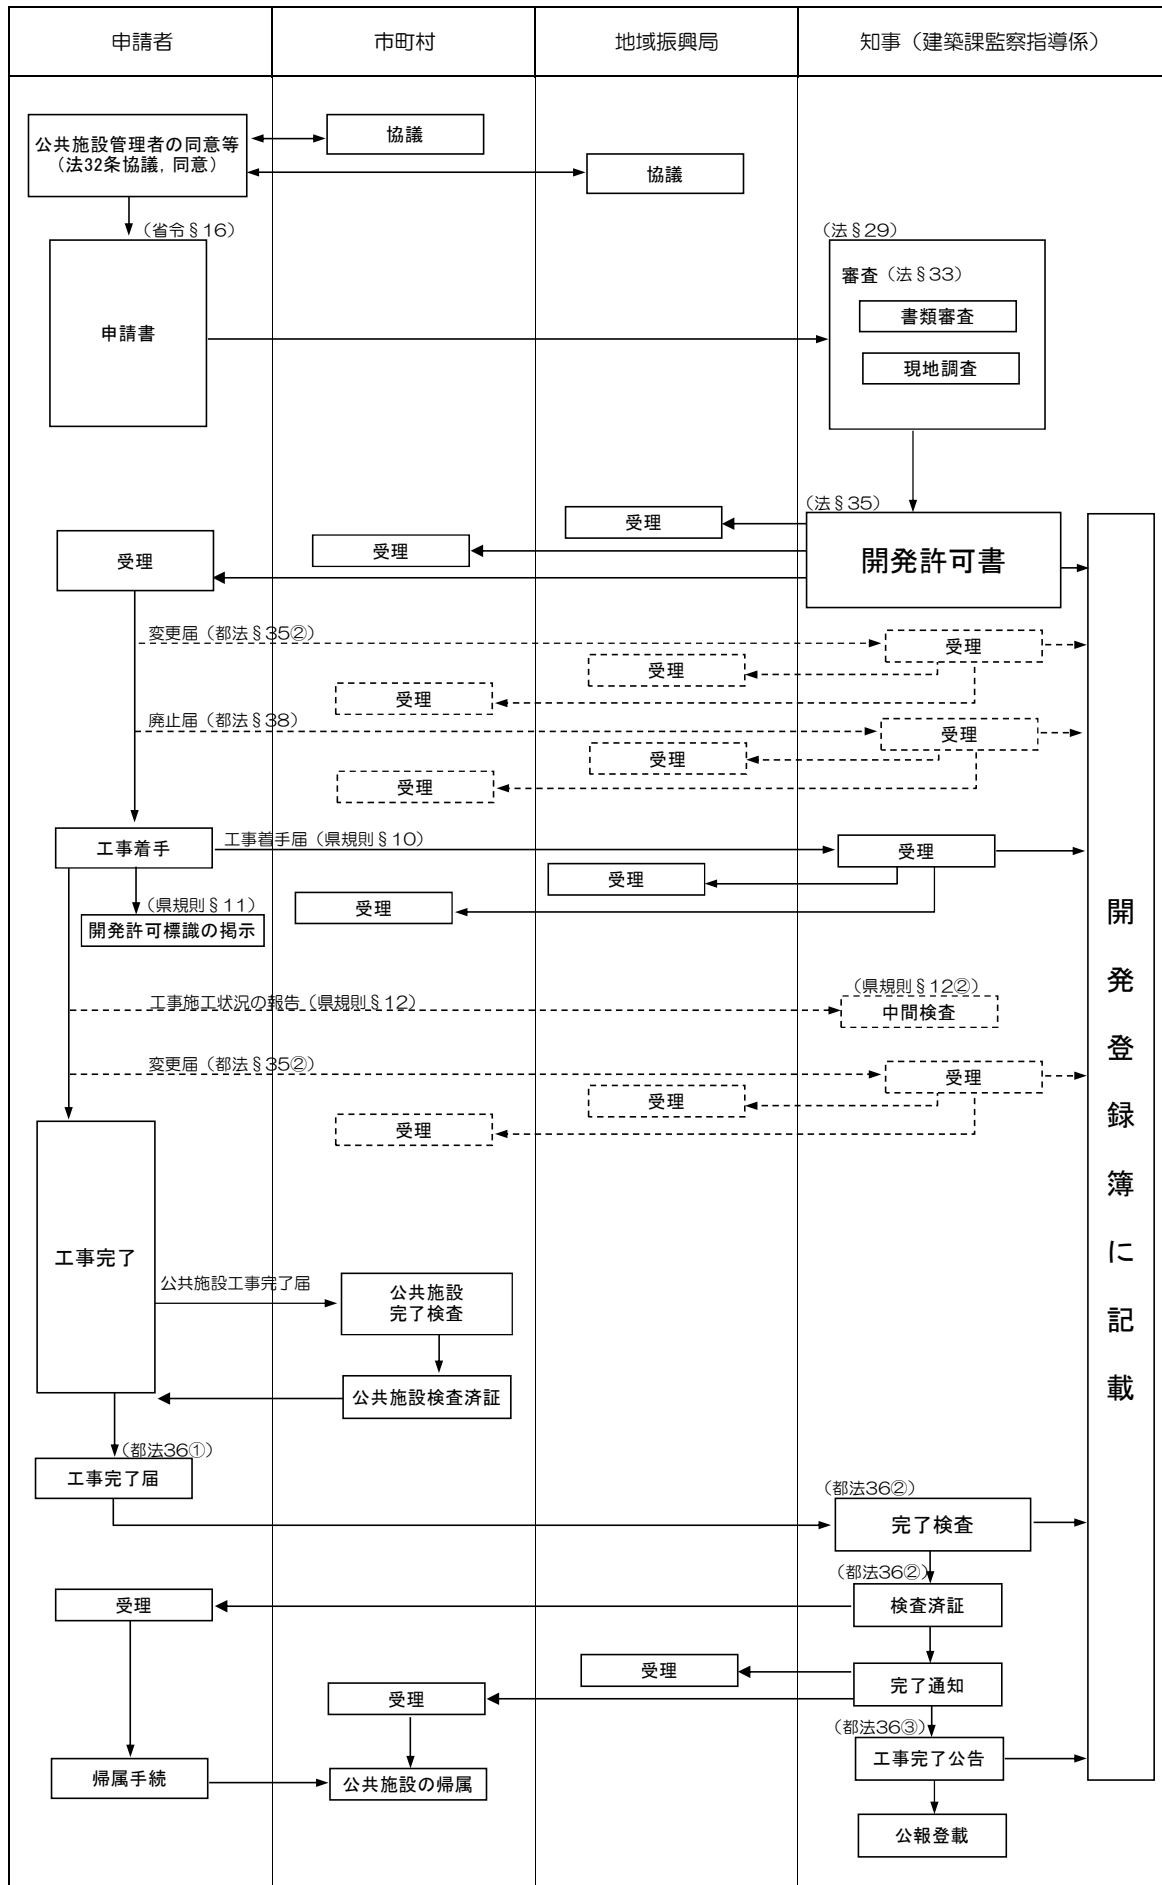 申請者
市町村
地域振興局
知事（建築課監察指導係）
公共施設管理者の同意等
（法32条協議，同意）
協議
協議
（省令§16）
申請書
（法§29）
審査（法§33）
書類審査
現地調査
（法§35）
開発許可書
受理
受理
受理
変更届（都法§35②）
受理
受理
受理
廃止届（都法§38）
受理
受理
受理
工事着手
工事着手届（県規則§10）
受理
受理
受理
（県規則§11）
開発許可標識の掲示
工事施工状況の報告（県規則§12）
（県規則§12②）
中間検査
変更届（都法§35②）
受理
受理
受理
工事完了
公共施設工事完了届
公共施設
完了検査
公共施設検査済証
（都法36①）
工事完了届
（都法36②）
完了検査
（都法36②）
検査済証
受理
完了通知
受理
受理
（都法36③）
工事完了公告
帰属手続
公共施設の帰属
公報登載
開発登録簿に記載